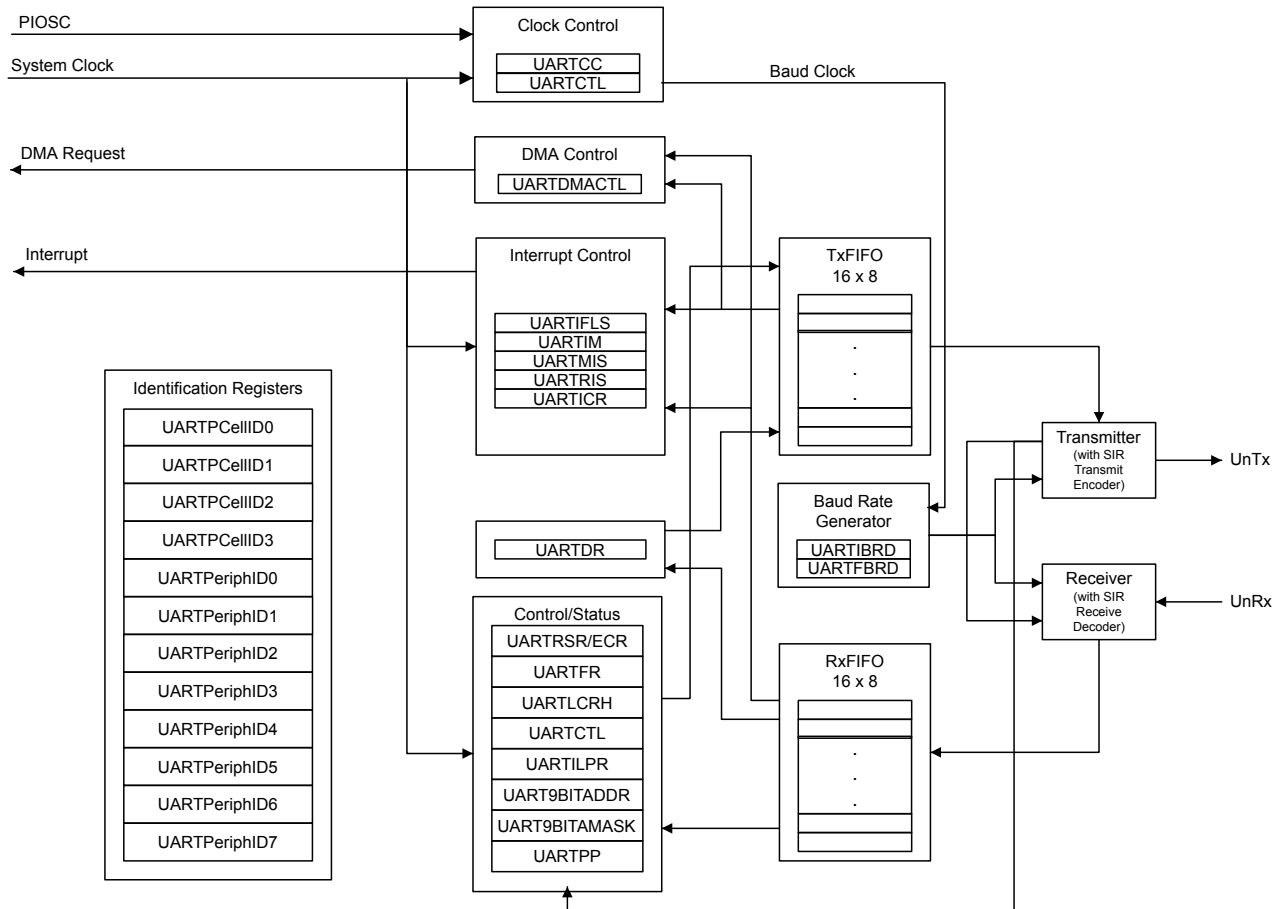 PIOSC
System Clock
Clock Control
UARTCC
UARTCTL
Baud Clock
DMA Request
DMA Control
UARTDMACTL
Interrupt
Interrupt Control
UARTIFLS
UARTIM
UARTMIS
UARTRIS
UARTICR
TxFIFO
16 x 8
.
.
.
Identification Registers
UARTPCellID0
UARTPCellID1
UARTPCellID2
UARTPCellID3
UARTPeriphID0
UARTPeriphID1
UARTPeriphID2
UARTPeriphID3
UARTPeriphID4
UARTPeriphID5
UARTPeriphID6
UARTPeriphID7
UARTDR
Baud Rate
Generator
UARTIBRD
UARTFBRD
Transmitter
(with SIR
Transmit
Encoder)
UnTx
Receiver
(with SIR
Receive
Decoder)
UnRx
Control/Status
UARTRSR/ECR
UARTFR
UARTLCRH
UARTCTL
UARTILPR
UART9BITADDR
UART9BITAMASK
UARTPP
RxFIFO
16 x 8
.
.
.